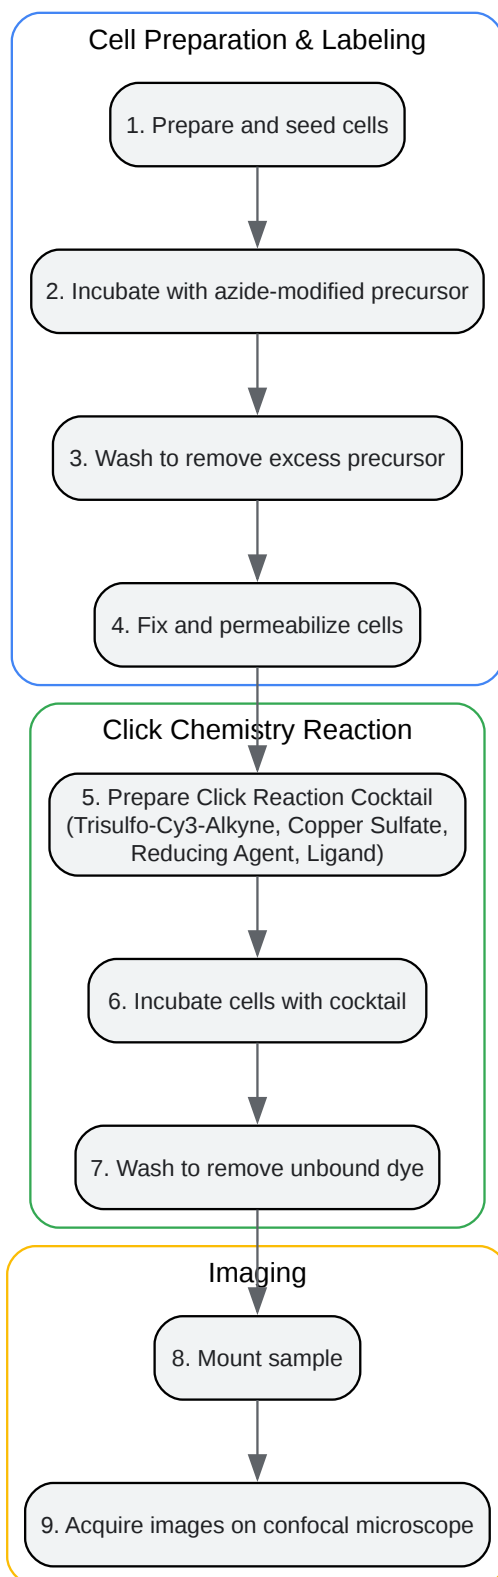 Cell Preparation & Labeling
1. Prepare and seed cells
2. Incubate with azide-modified precursor
3. Wash to remove excess precursor
4. Fix and permeabilize cells
Click Chemistry Reaction
5. Prepare Click Reaction Cocktail
(Trisulfo-Cy3-Alkyne, Copper Sulfate,
Reducing Agent, Ligand)
6. Incubate cells with cocktail
7. Wash to remove unbound dye
Imaging
8. Mount sample
9. Acquire images on confocal microscope